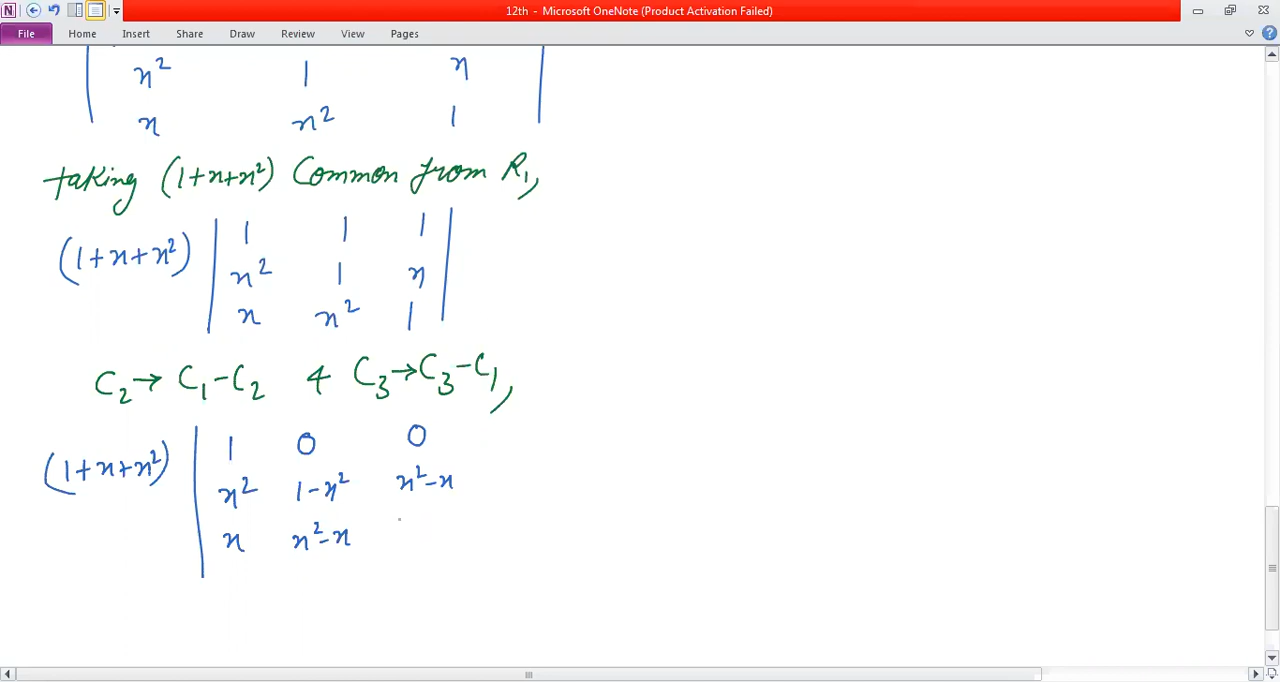 12th - Microsoft OneNote (Product Activation Failed)
File Home Insert Share Draw Review View Pages
x² 1 x
x x² 1
taking (1+x+x²) Common from R₁,
(1+x+x²) | 1 1 1 |
x² 1 x
x x² 1
C₂→ C₁-C₂ & C₃→C₃-C₁,
(1+x+x²) | 1 0 0
x² 1-x² x²-x
x x²-x